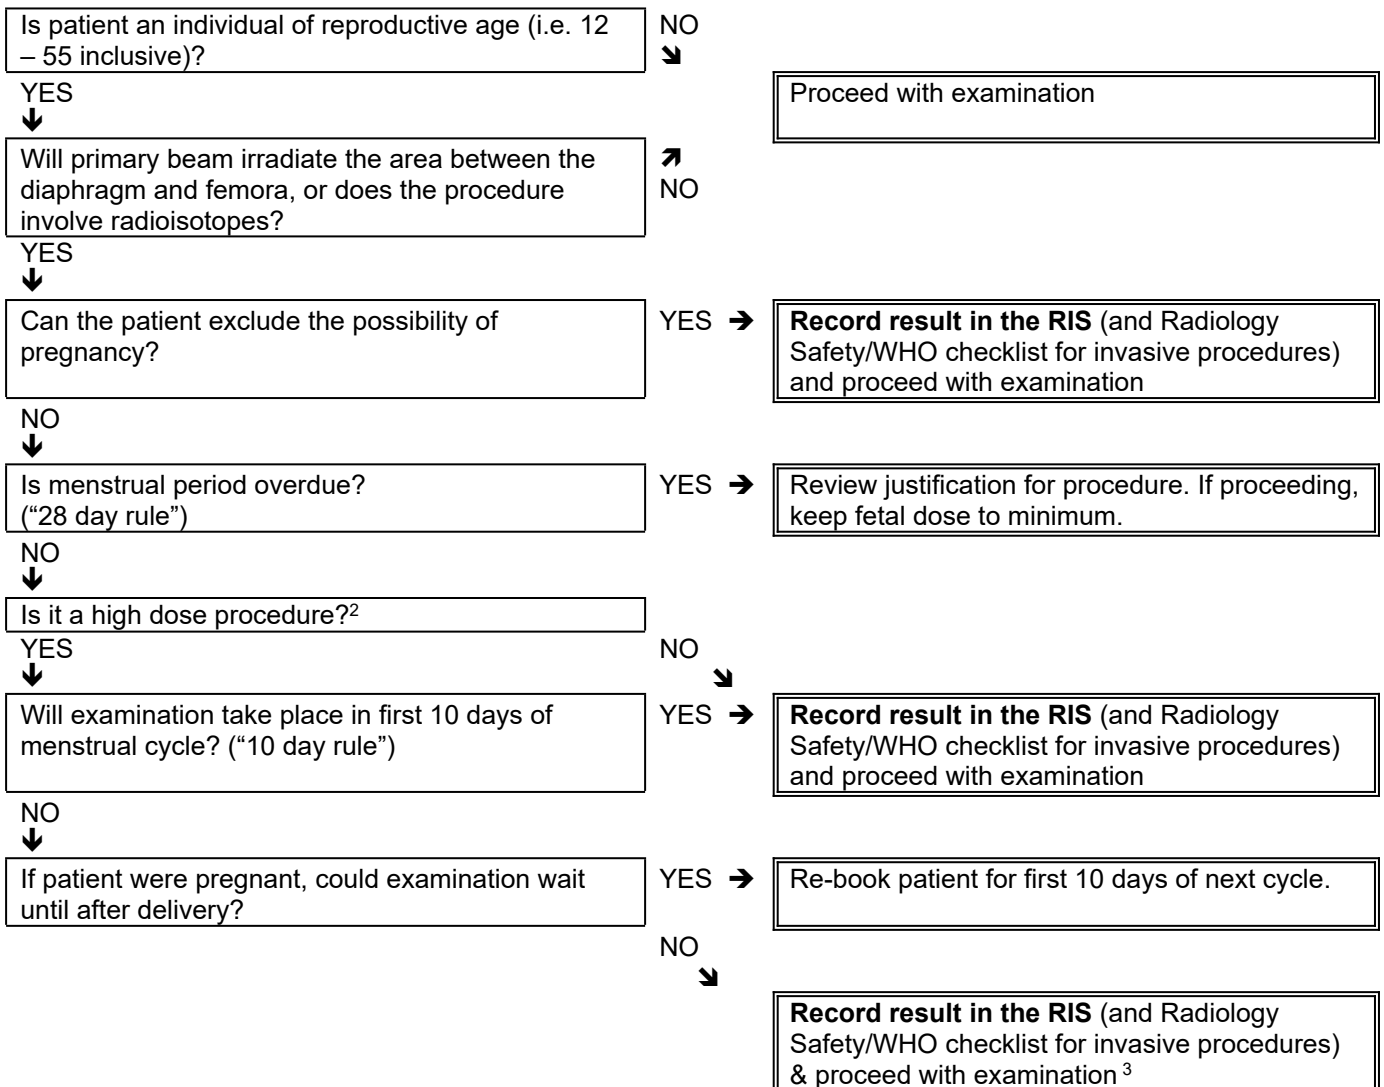 Is patient an individual of reproductive age (i.e. 12
– 55 inclusive)?
NO
YES
Proceed with examination
Will primary beam irradiate the area between the
diaphragm and femora, or does the procedure
involve radioisotopes?
NO
YES
Can the patient exclude the possibility of
pregnancy?
YES
Record result in the RIS (and Radiology
Safety/WHO checklist for invasive procedures)
and proceed with examination
NO
Is menstrual period overdue?
(“28 day rule”)
YES
Review justification for procedure. If proceeding,
keep fetal dose to minimum.
NO
Is it a high dose procedure?2
YES
NO
Will examination take place in first 10 days of
menstrual cycle? (“10 day rule”)
YES
Record result in the RIS (and Radiology
Safety/WHO checklist for invasive procedures)
and proceed with examination
NO
If patient were pregnant, could examination wait
until after delivery?
YES
Re-book patient for first 10 days of next cycle.
NO
Record result in the RIS (and Radiology
Safety/WHO checklist for invasive procedures)
& proceed with examination 3